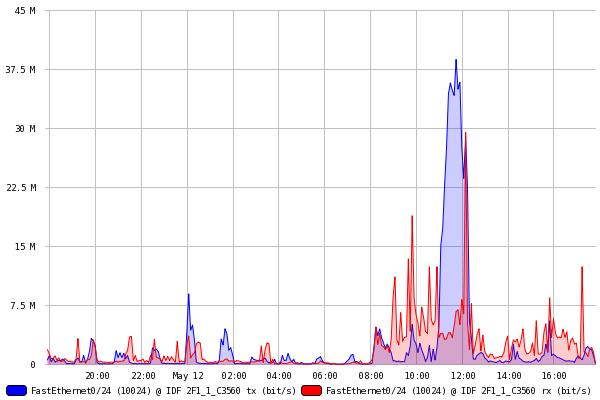 45 M
37.5 M
30 M
22.5 M
15 M
7.5 M
0
20:00 22:00 May 12 02:00 04:00 06:00 08:00 10:00 12:00 14:00 16:00
FastEthernet0/24 (10024) @ IDF 2F1_1_C3560 tx (bit/s) FastEthernet0/24 (10024) @ IDF 2F1_1_C3560 rx (bit/s)